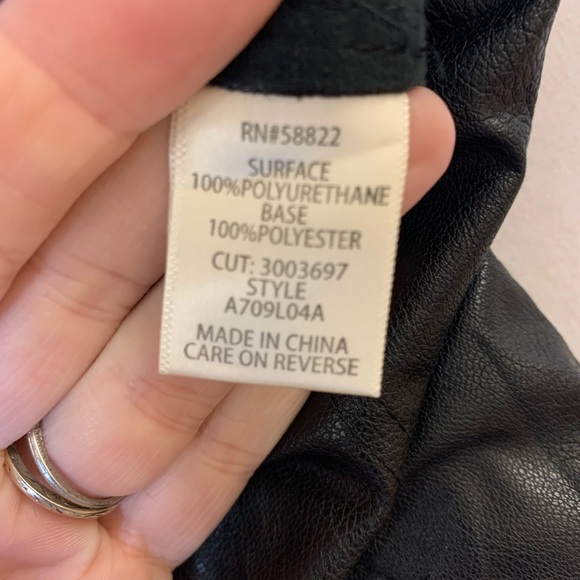 RN#58822
SURFACE
100%POLYURETHANE
BASE
100%POLYESTER
CUT: 3003697
STYLE
A709L04A
MADE IN CHINA
CARE ON REVERSE